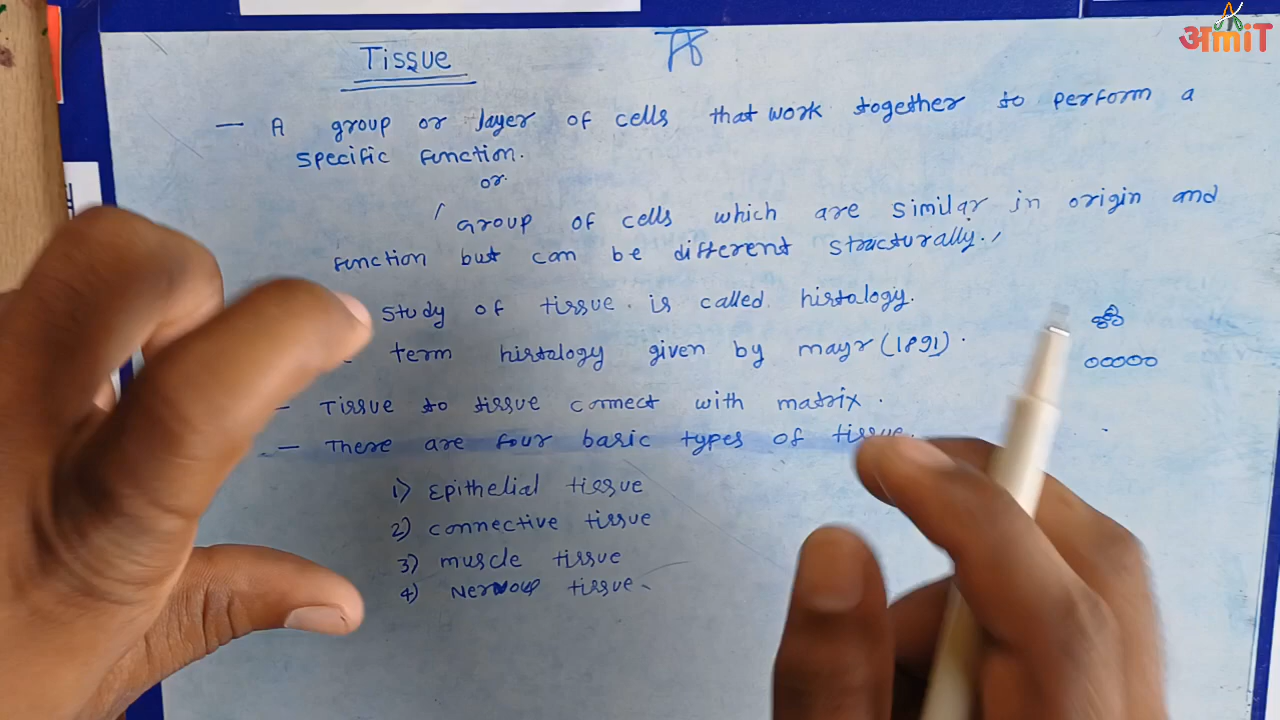 अmiT
Tissue
— A group or layer of cells that work together to perform a
specific function.
or
group of cells which are similar in origin and
function but can be different structurally.
study of tissue is called histalogy.
term histalogy given by mayr (1891).
- Tissue to tissue connect with matrix.
- There are four basic types of tissue.
1) Epithelial tissue
2) connective tissue
3) muscle tissue
4) Nervous tissue